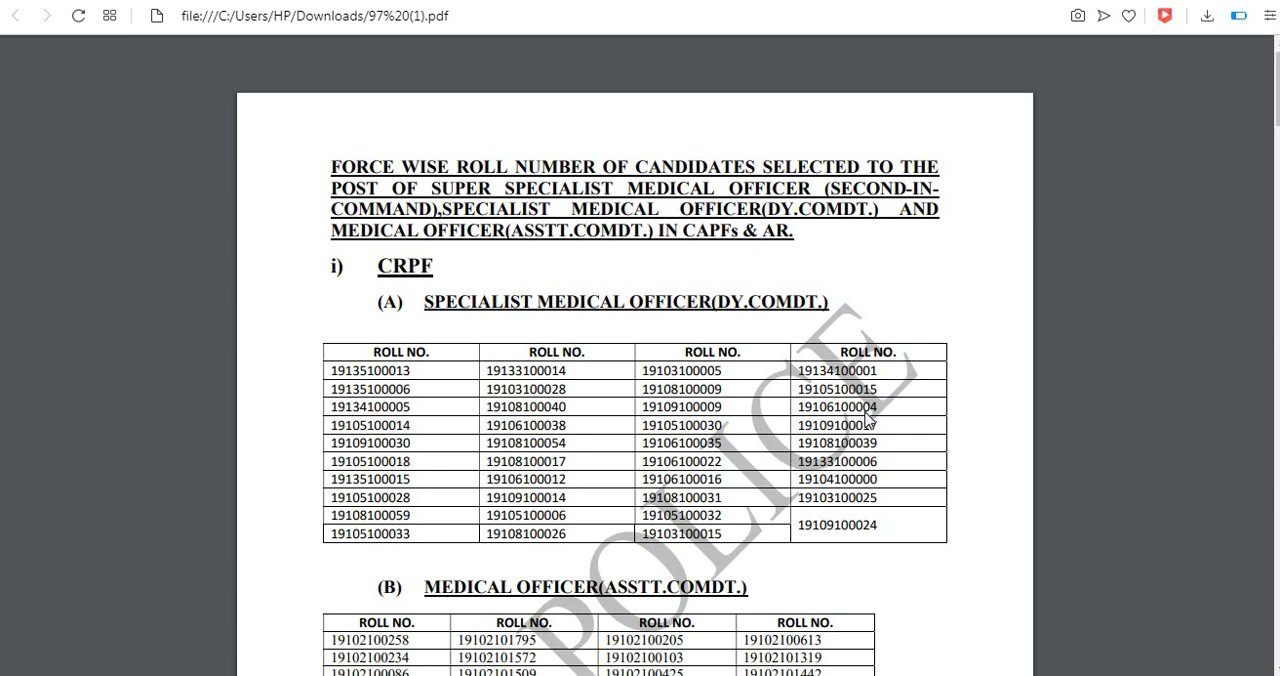 file:///C:/Users/HP/Downloads/97%20(1).pdf
FORCE WISE ROLL NUMBER OF CANDIDATES SELECTED TO THE
POST OF SUPER SPECIALIST MEDICAL OFFICER (SECOND-IN-
COMMAND),SPECIALIST MEDICAL OFFICER(DY.COMDT.) AND
MEDICAL OFFICER(ASSTT.COMDT.) IN CAPFs & AR.
i) CRPF
(A) SPECIALIST MEDICAL OFFICER(DY.COMDT.)
ROLL NO. ROLL NO. ROLL NO. ROLL NO.
19135100013 19133100014 19103100005 19134100001
19135100006 19103100028 19108100009 19105100015
19134100005 19108100040 19109100009 19106100004
19105100014 19106100038 19105100030
19109100030 19108100054 19106100035 19108100039
19105100018 19108100017 19106100022 19133100006
19135100015 19106100012 19106100016 19104100000
19105100028 19109100014 19108100031 19103100025
19108100059 19105100006 19105100032 19109100024
19105100033 19108100026 19103100015
(B) MEDICAL OFFICER(ASSTT.COMDT.)
ROLL NO. ROLL NO. ROLL NO. ROLL NO.
19102100258 19102101795 19102100205 19102100613
19102100234 19102101572 19102100103 19102101319
19102100086 19102101509 19102100425 19102101442
POLICE